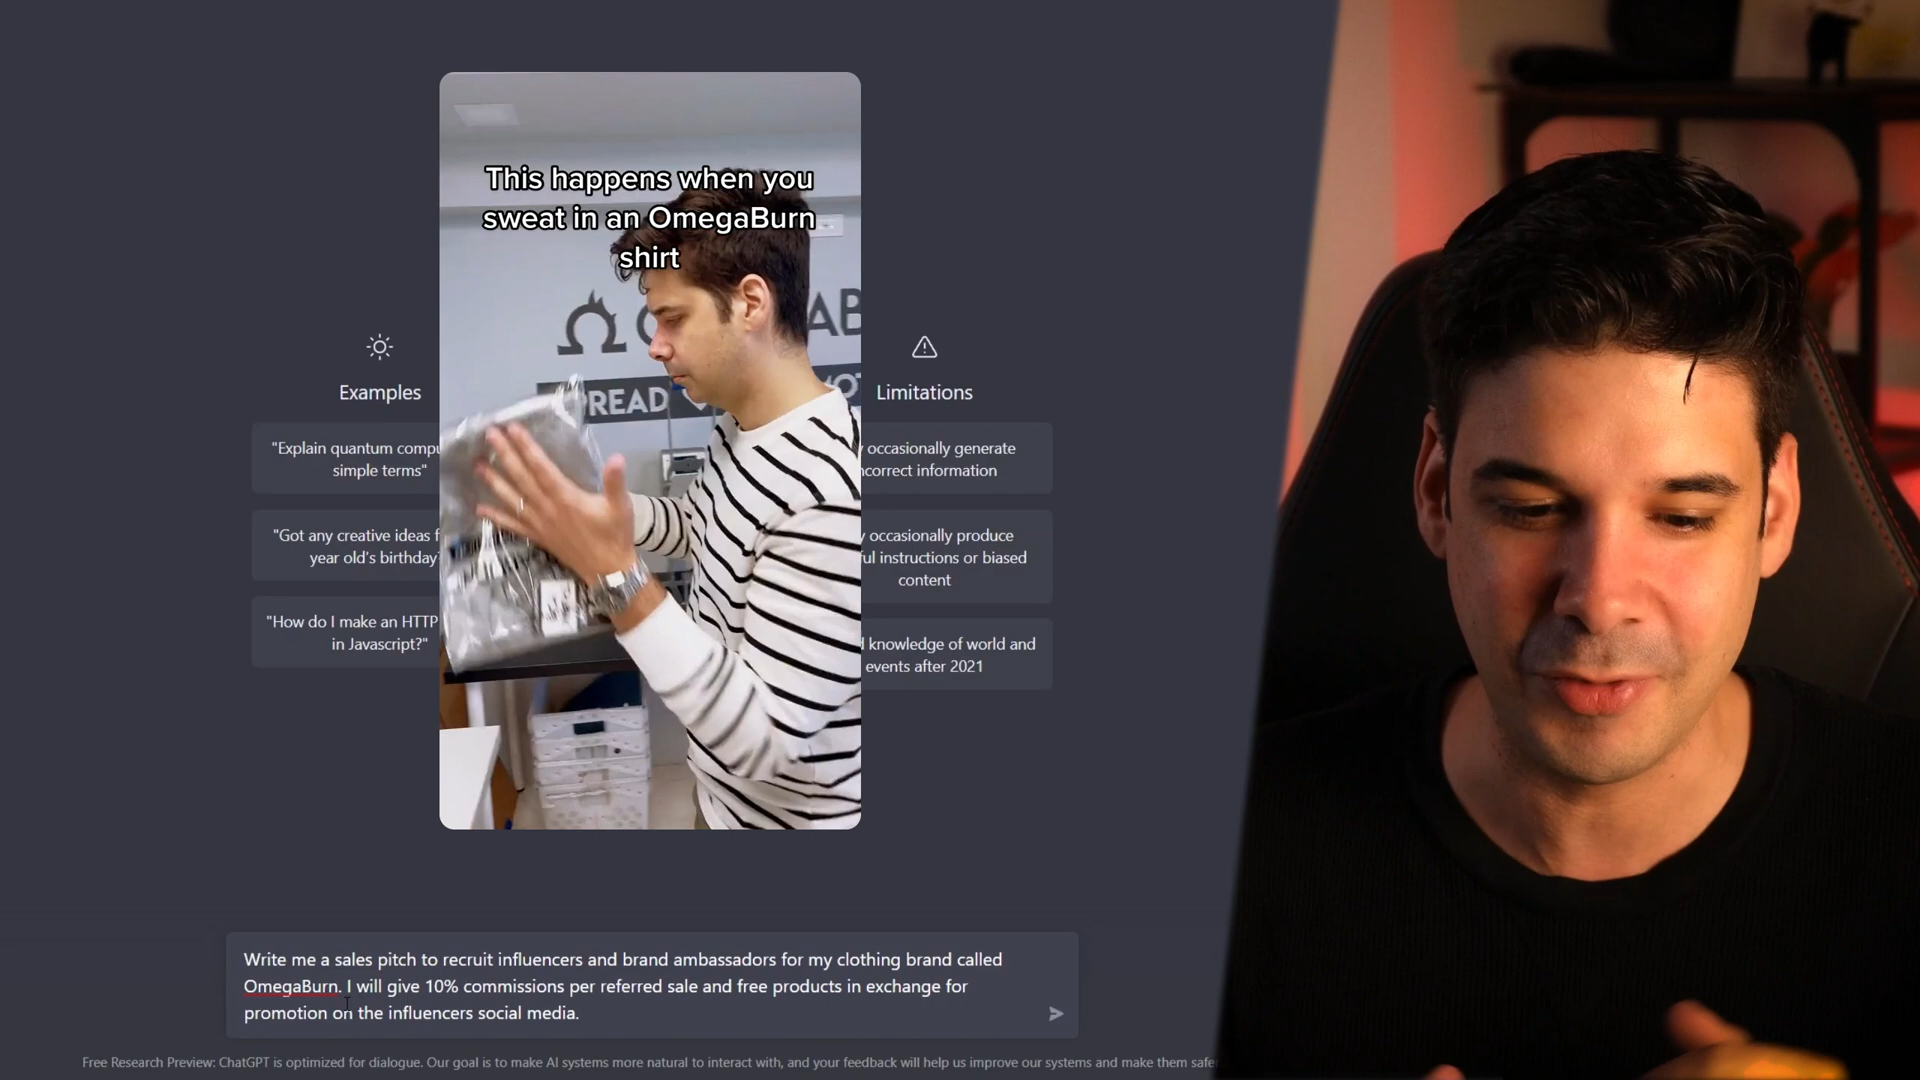 This happens when you
sweat in an OmegaBurn
shirt
Examples
Limitations
"Explain quantum
simple terms"
"Got any creative ideas
year old's birthday
"How do I make an HTTP
in Javascript?"
READ
occasionally generate
information
occasionally produce
instructions or biased
content
knowledge of world and
events after 2021
Write me a sales pitch to recruit influencers and brand ambassadors for my clothing brand called
OmegaBurn. I will give 10% commissions per referred sale and free products in exchange for
promotion on the influencers social media.
Free Research Preview: ChatGPT is optimized for dialogue. Our goal is to make AI systems more natural to interact with, and your feedback will help us improve our systems and make them safe